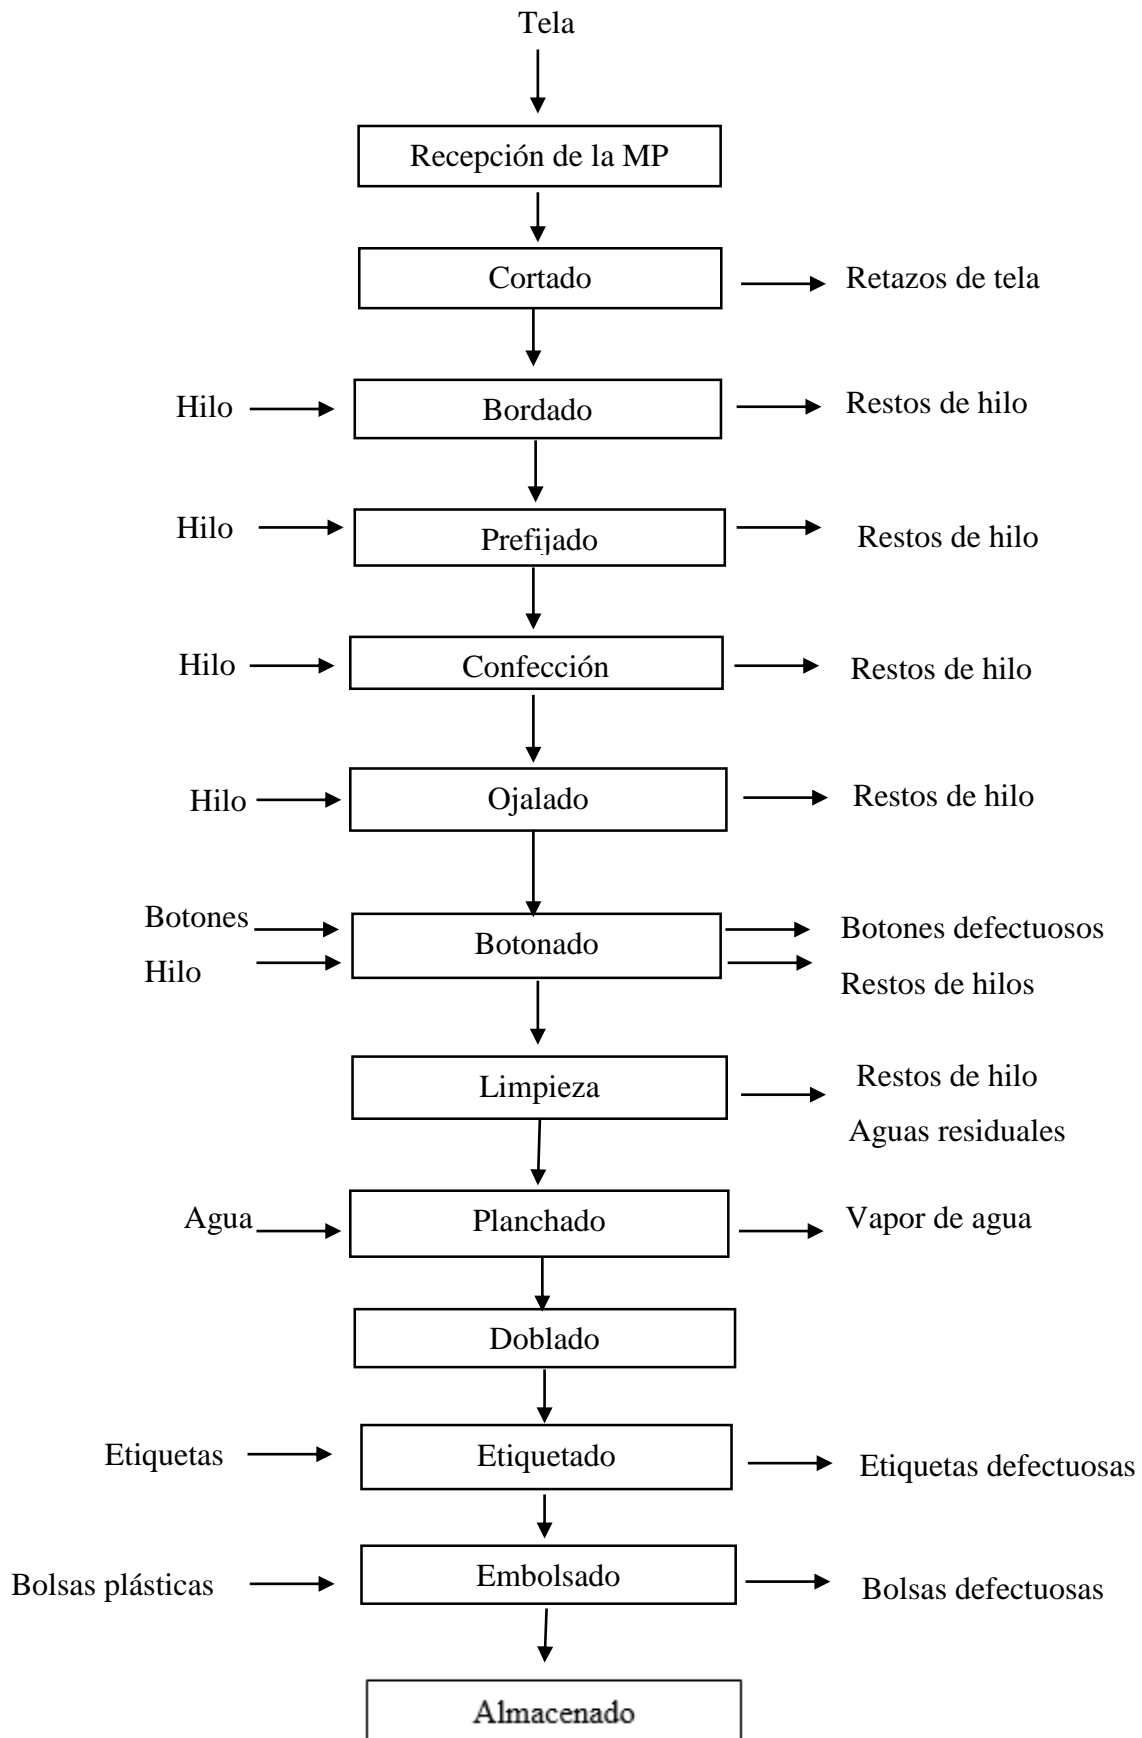 Tela
Recepción de la MP
Cortado
Retazos de tela
Hilo
Bordado
Restos de hilo
Hilo
Prefijado
Restos de hilo
Hilo
Confección
Restos de hilo
Hilo
Ojalado
Restos de hilo
Botones
Hilo
Botonado
Botones defectuosos
Restos de hilos
Limpieza
Restos de hilo
Aguas residuales
Agua
Planchado
Vapor de agua
Doblado
Etiquetas
Etiquetado
Etiquetas defectuosas
Bolsas plásticas
Embolsado
Bolsas defectuosas
Almacenado